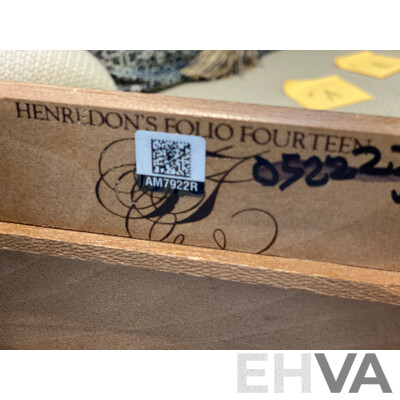 HENREDON'S FOLIO FOURTEEN
AM7922R
EHVA